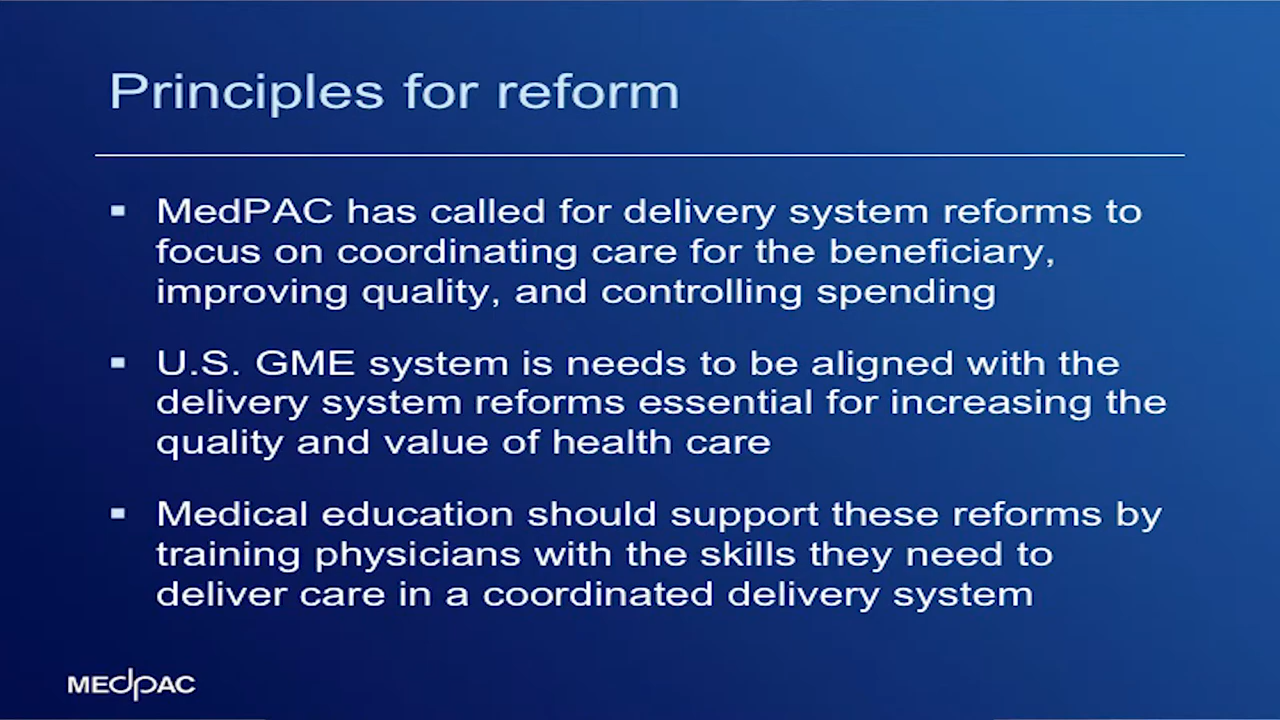 Principles for reform
▪ MedPAC has called for delivery system reforms to
focus on coordinating care for the beneficiary,
improving quality, and controlling spending
▪ U.S. GME system is needs to be aligned with the
delivery system reforms essential for increasing the
quality and value of health care
▪ Medical education should support these reforms by
training physicians with the skills they need to
deliver care in a coordinated delivery system
MEdpAC